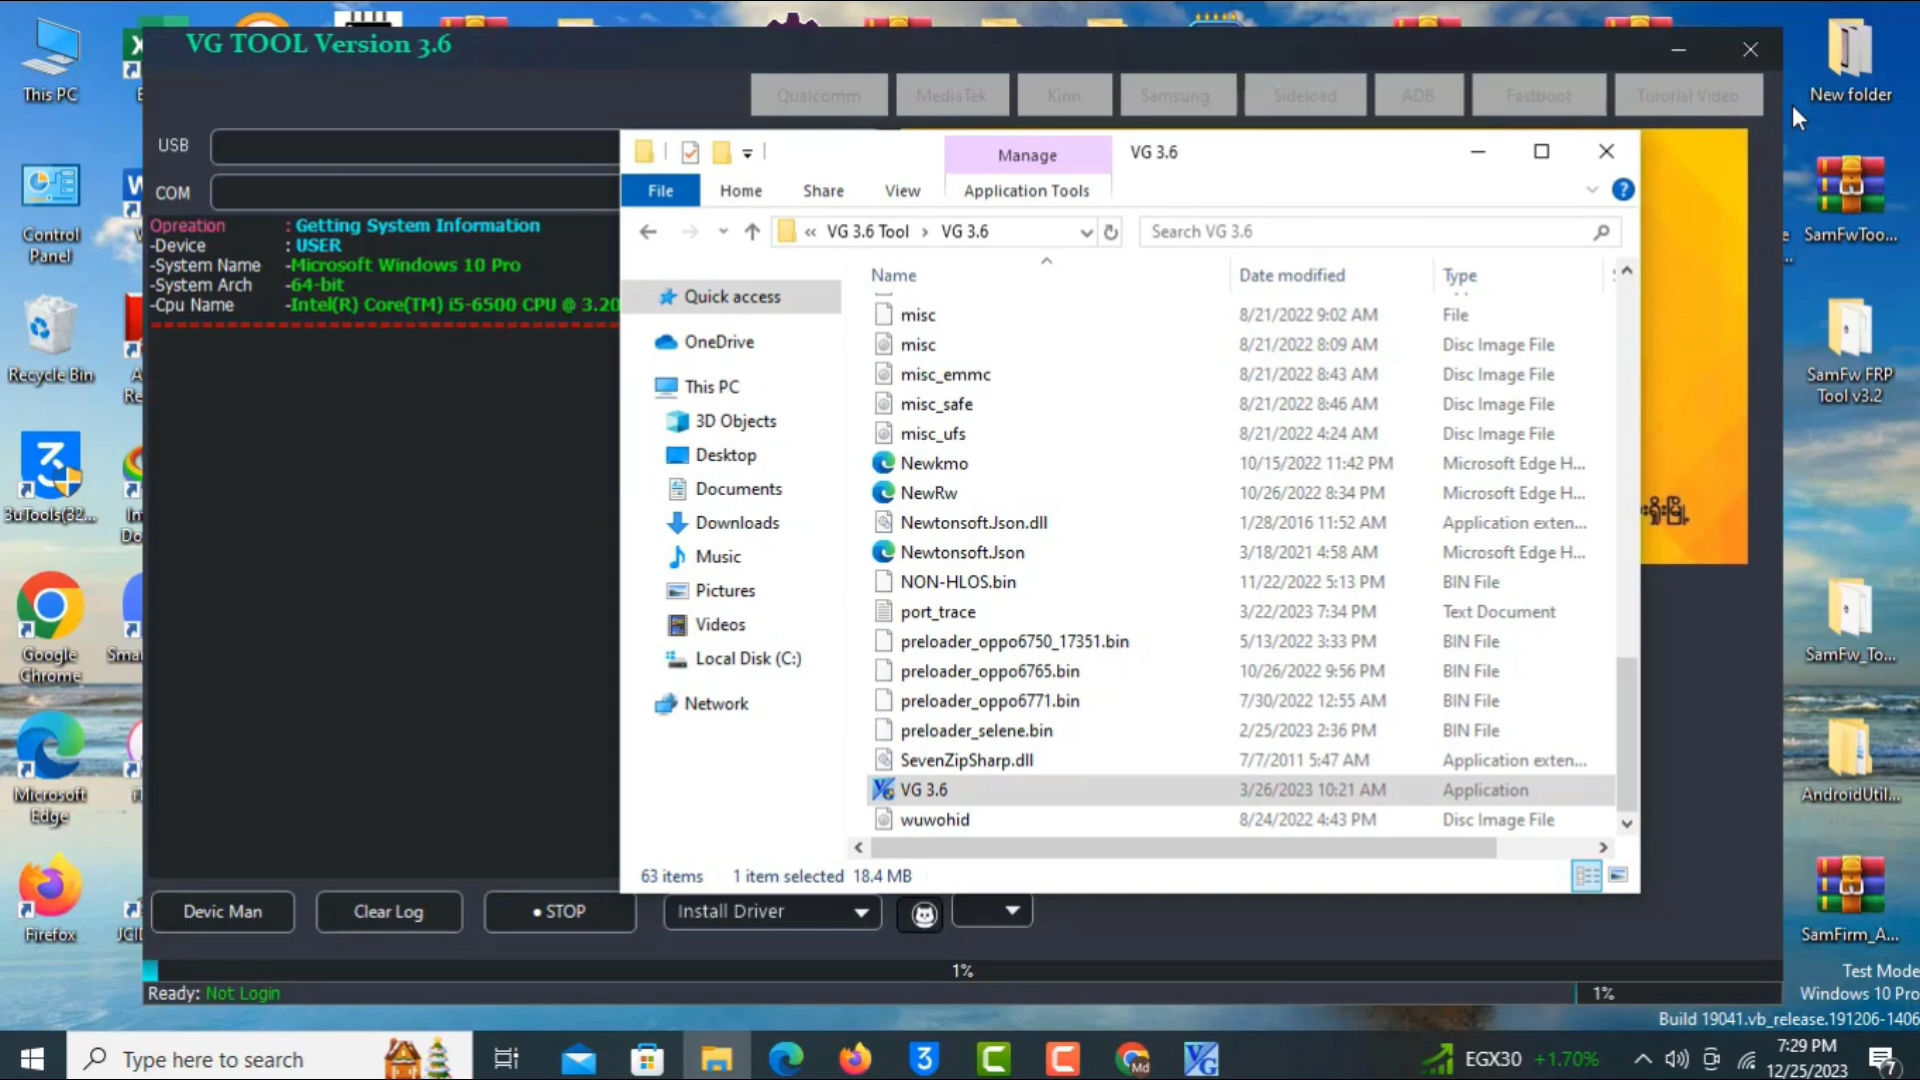 VG TOOL Version 3.6
Qualcomm
MediaTek
Kinn
Samsung
Sideload
ADB
Fastboot
Turorial Video
USB
COM
Opreation : Getting System Information
-Device : USER
-System Name -Microsoft Windows 10 Pro
-System Arch -64-bit
-Cpu Name -Intel(R) Core(TM) i5-6500 CPU @ 3.20
Manage
VG 3.6
File
Home
Share
View
Application Tools
« VG 3.6 Tool › VG 3.6
Search VG 3.6
Quick access
OneDrive
This PC
3D Objects
Desktop
Documents
Downloads
Music
Pictures
Videos
Local Disk (C:)
Network
Name Date modified Type
misc 8/21/2022 9:02 AM File
misc 8/21/2022 8:09 AM Disc Image File
misc_emmc 8/21/2022 8:43 AM Disc Image File
misc_safe 8/21/2022 8:46 AM Disc Image File
misc_ufs 8/21/2022 4:24 AM Disc Image File
Newkmo 10/15/2022 11:42 PM Microsoft Edge H...
NewRw 10/26/2022 8:34 PM Microsoft Edge H...
Newtonsoft.Json.dll 1/28/2016 11:52 AM Application exten...
Newtonsoft.Json 3/18/2021 4:58 AM Microsoft Edge H...
NON-HLOS.bin 11/22/2022 5:13 PM BIN File
port_trace 3/22/2023 7:34 PM Text Document
preloader_oppo6750_17351.bin 5/13/2022 3:33 PM BIN File
preloader_oppo6765.bin 10/26/2022 9:56 PM BIN File
preloader_oppo6771.bin 7/30/2022 12:55 AM BIN File
preloader_selene.bin 2/25/2023 2:36 PM BIN File
SevenZipSharp.dll 7/7/2011 5:47 AM Application exten...
VG 3.6 3/26/2023 10:21 AM Application
wuwohid 8/24/2022 4:43 PM Disc Image File
63 items 1 item selected 18.4 MB
Devic Man
Clear Log
• STOP
Install Driver
1%
Ready: Not Login
1%
This PC
Control
Panel
Recycle Bin
3uTools(32...
Google
Chrome
Microsoft
Edge
Firefox
New folder
SamFwToo...
SamFw FRP
Tool v3.2
SamFw_To...
AndroidUtil...
SamFirm_A...
Test Mode
Windows 10 Pro
Build 19041.vb_release.191206-1406
Type here to search
EGX30 +1.70%
7:29 PM
12/25/2023
7